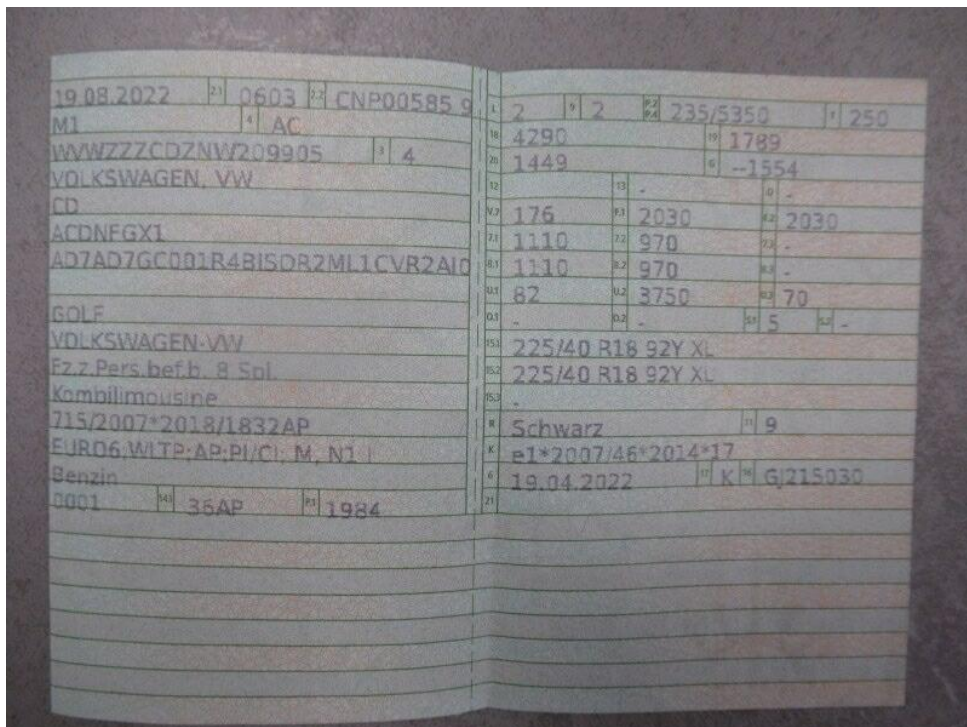 19.08.2022 2.1 0603 2.2 CNP00585 9
M1 4 AC
WVWZZZCDZNW209905 3 4
VOLKSWAGEN, VW
CD
ACDNFGX1
AD7AD7GC001R4BISDR2ML1CVR2AI0
GOLF
VOLKSWAGEN-VW
Fz.z.Pers.bef.b. 8 Spl.
Kombilimousine
715/2007*2018/1832AP
EURO6;WLTP;AP;PI/CI; M, N1 I
Benzin
0001 14.1 36AP P.1 1984
L 2 9 2 P.2 P.4 235/5350 T 250
18 4290 19 1789
20 1449 G --1554
12 13 - Q -
V.7 176 F.1 2030 F.2 2030
7.1 1110 7.2 970 7.3 -
8.1 1110 8.2 970 8.3 -
U.1 82 U.2 3750 U.3 70
O.1 - O.2 - S.1 5 S.2 -
15.1 225/40 R18 92Y XL
15.2 225/40 R18 92Y XL
15.3 -
R Schwarz 11 9
K e1*2007/46*2014*17
6 19.04.2022 17 K 16 GJ215030
21